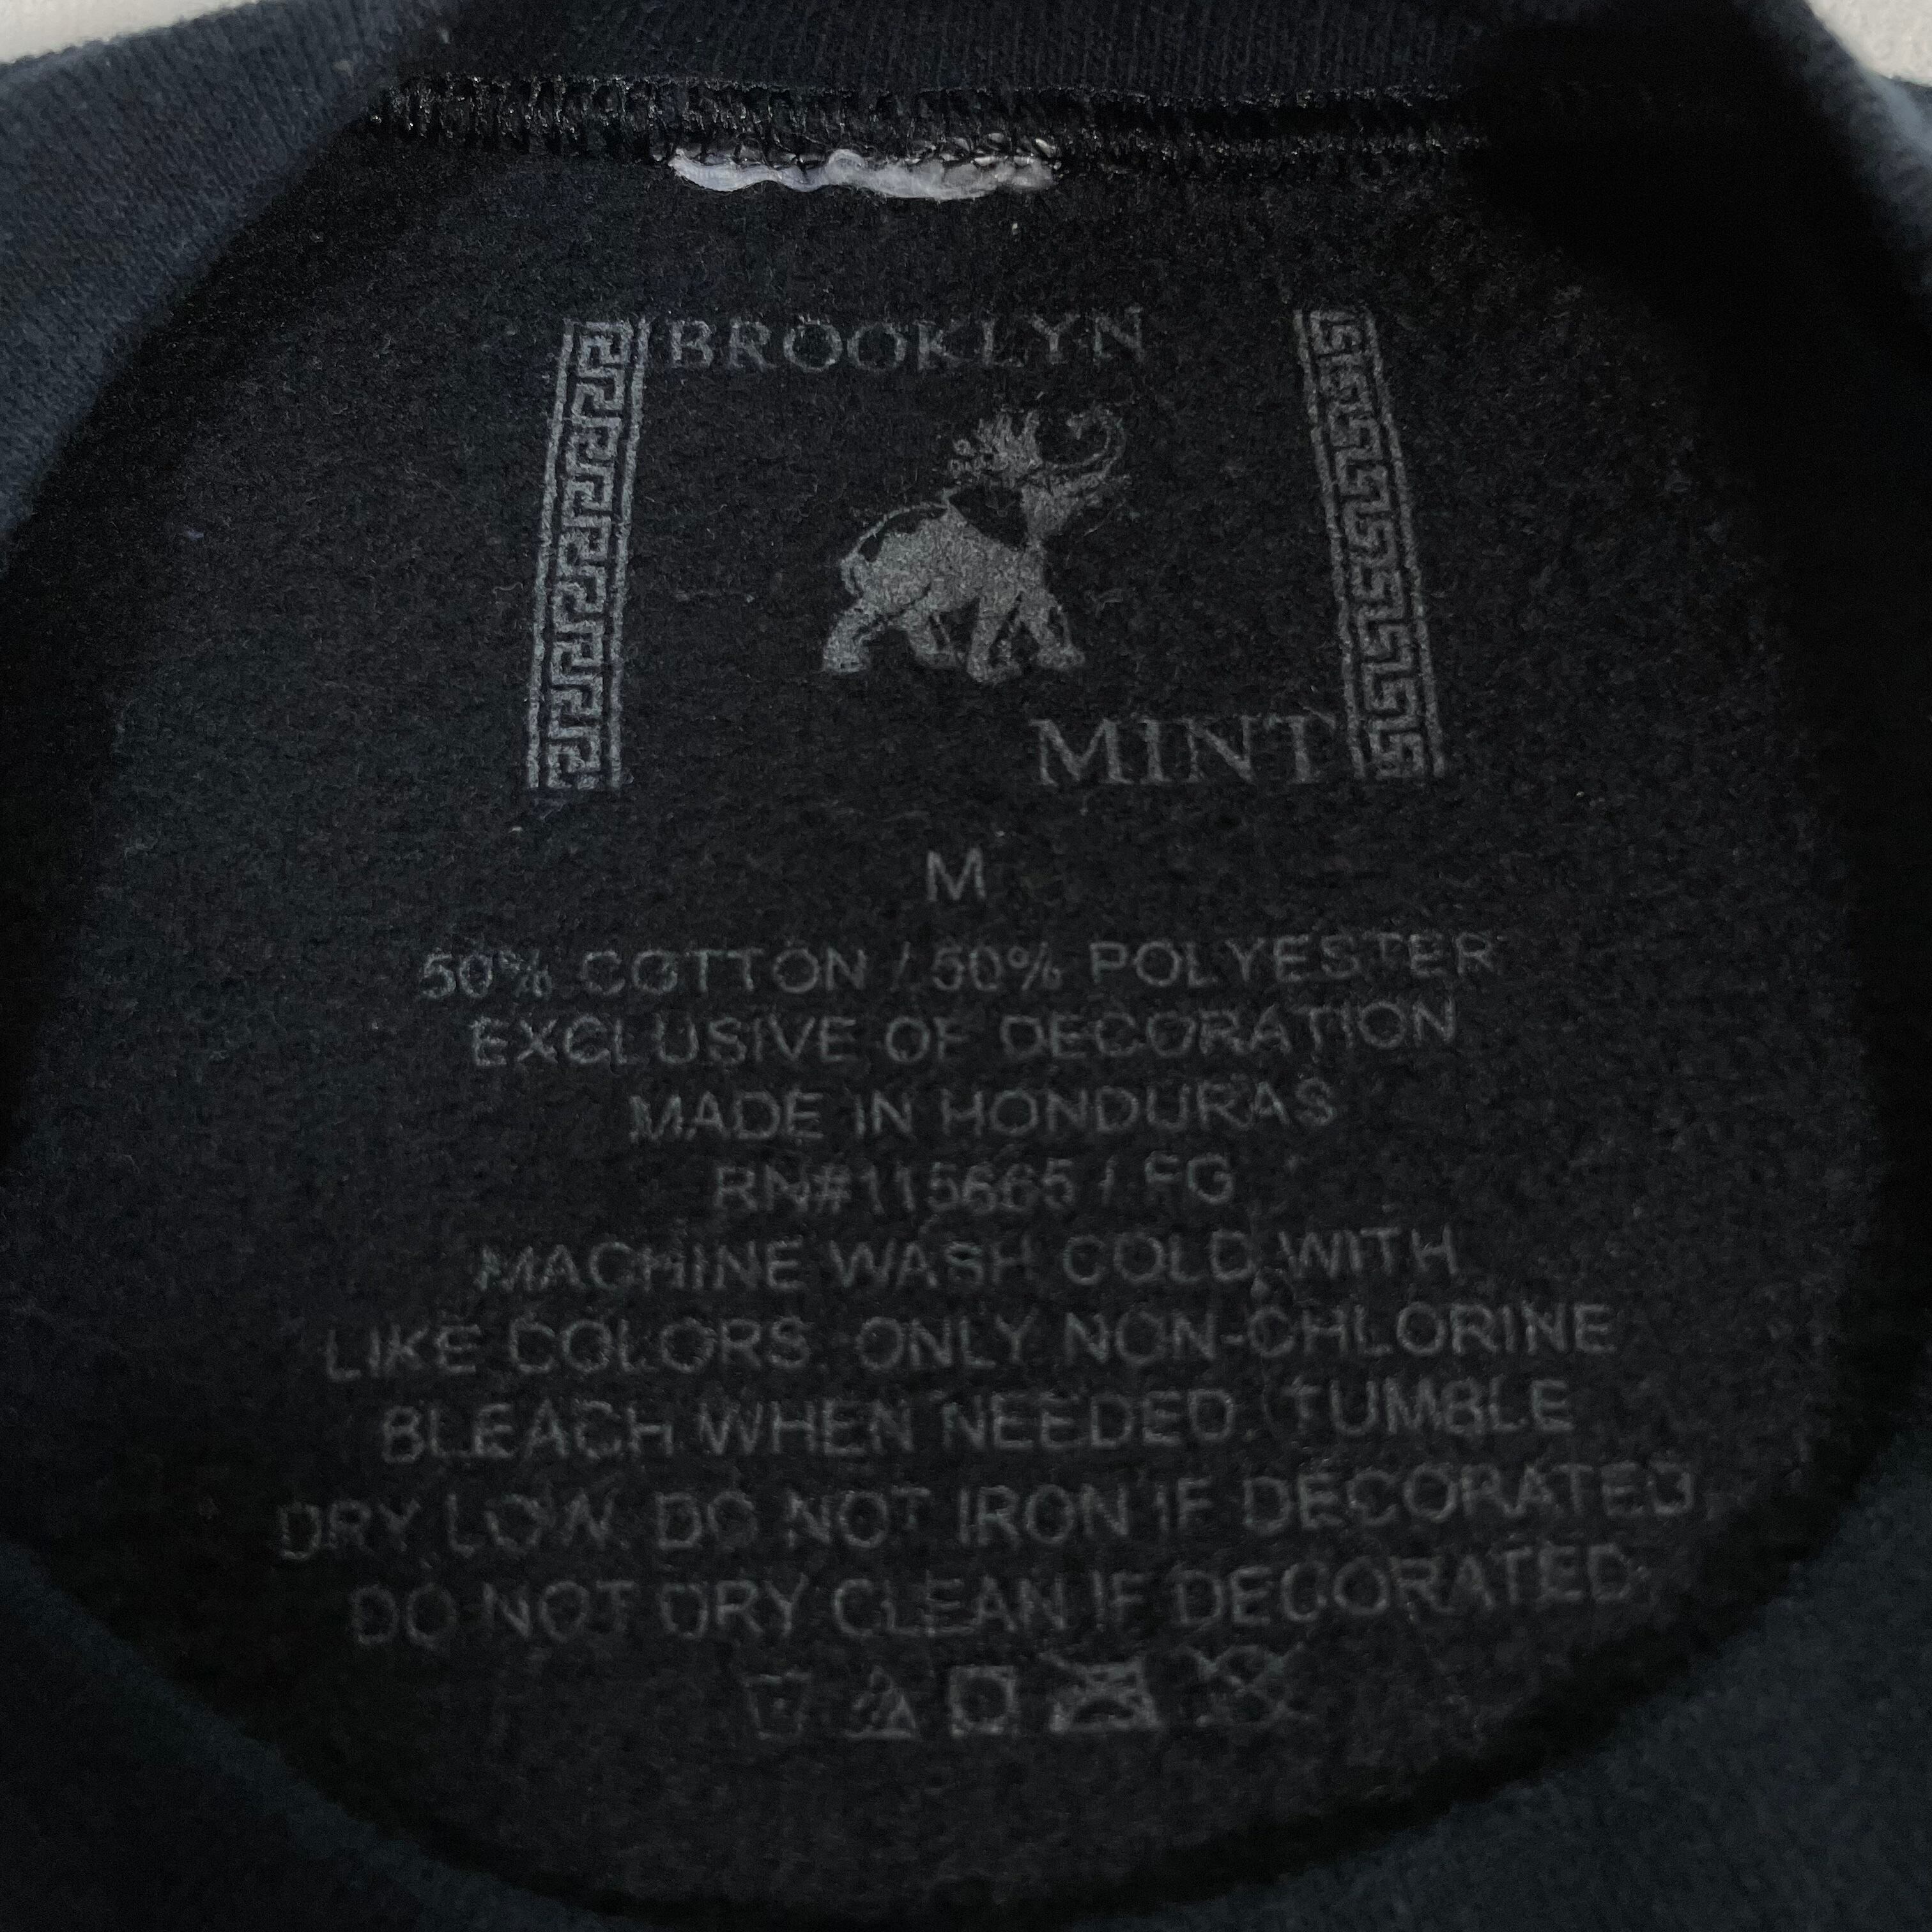 BROOKLYN
MINT
M
50% COTTON / 50% POLYESTER
EXCLUSIVE OF DECORATION
MADE IN HONDURAS
RN#115665 / FG
MACHINE WASH COLD, WITH
LIKE COLORS. ONLY NON-CHLORINE
BLEACH WHEN NEEDED. TUMBLE
DRY LOW. DO NOT IRON IF DECORATED.
DO NOT DRY CLEAN IF DECORATED.